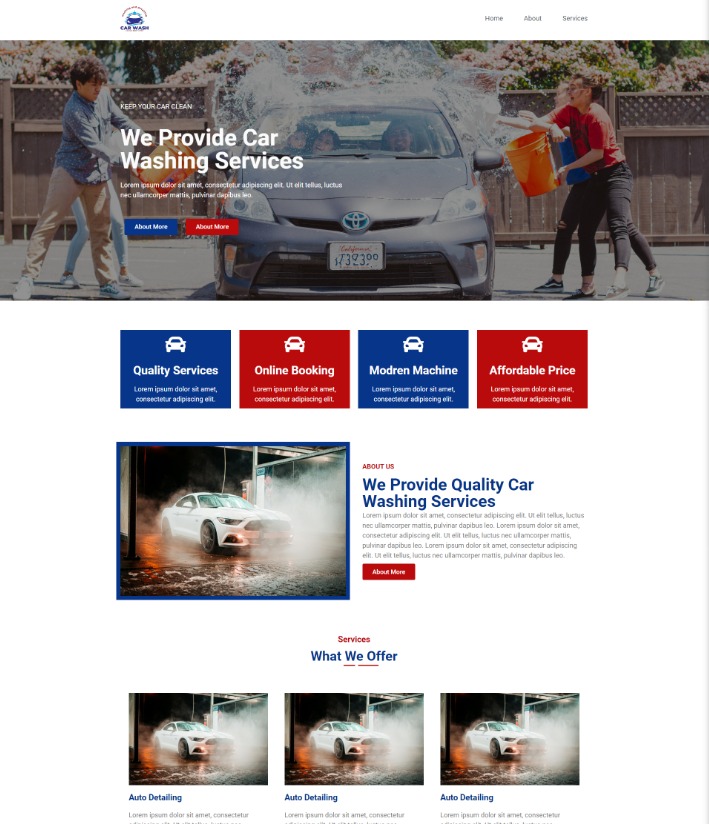 CAR WASH
Home About Services
KEEP YOUR CAR CLEAN
We Provide Car
Washing Services
Lorem ipsum dolor sit amet, consectetur adipiscing elit. Ut elit tellus, luctus
nec ullamcorper mattis, pulvinar dapibus leo.
About More About More
California
Quality Services
Lorem ipsum dolor sit amet,
consectetur adipiscing elit.
Online Booking
Lorem ipsum dolor sit amet,
consectetur adipiscing elit.
Modren Machine
Lorem ipsum dolor sit amet,
consectetur adipiscing elit.
Affordable Price
Lorem ipsum dolor sit amet,
consectetur adipiscing elit.
ABOUT US
We Provide Quality Car
Washing Services
Lorem ipsum dolor sit amet, consectetur adipiscing elit. Ut elit tellus, luctus
nec ullamcorper mattis, pulvinar dapibus leo. Lorem ipsum dolor sit amet,
consectetur adipiscing elit. Ut elit tellus, luctus nec ullamcorper mattis,
pulvinar dapibus leo. Lorem ipsum dolor sit amet, consectetur adipiscing
elit. Ut elit tellus, luctus nec ullamcorper mattis, pulvinar dapibus leo.
About More
Services
What We Offer
Auto Detailing
Lorem ipsum dolor sit amet, consectetur
Auto Detailing
Lorem ipsum dolor sit amet, consectetur
Auto Detailing
Lorem ipsum dolor sit amet, consectetur